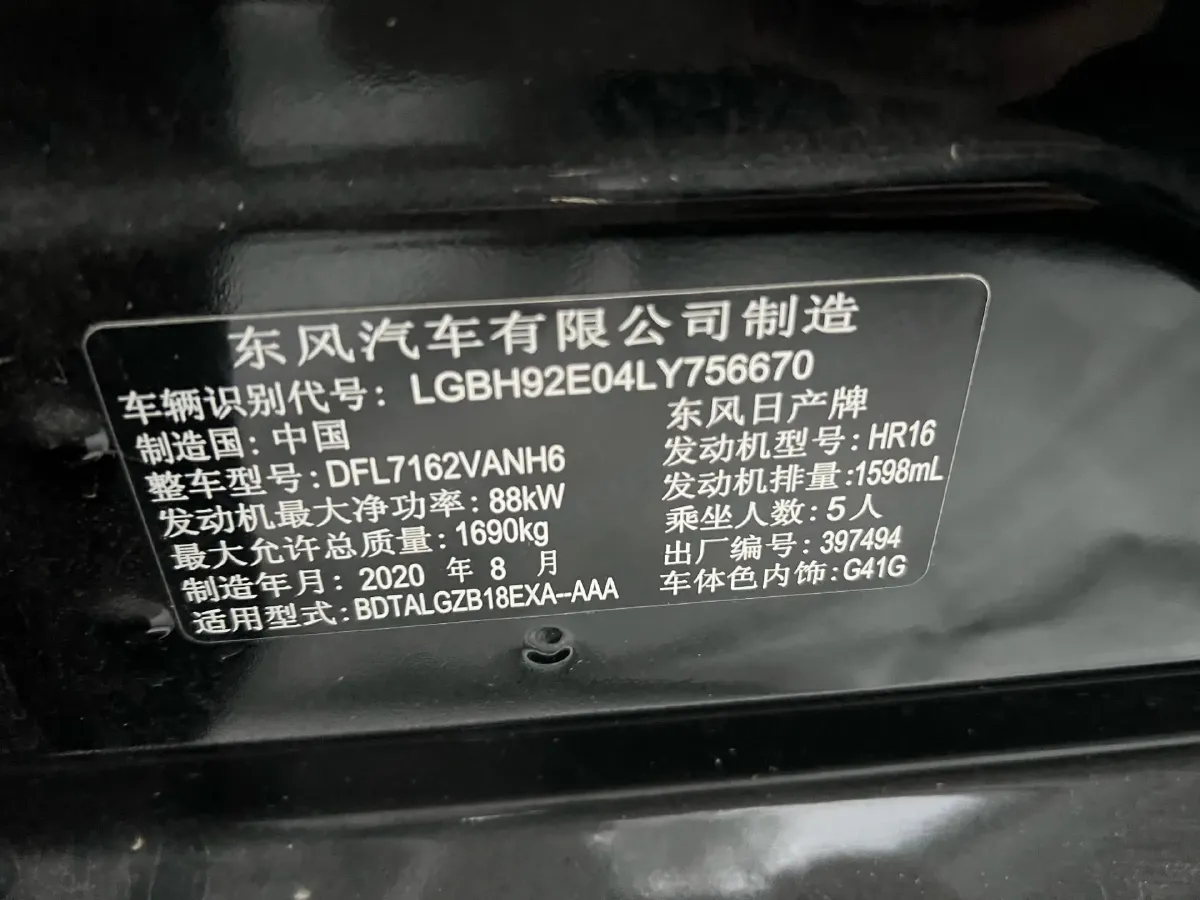 东风汽车有限公司制造
车辆识别代号: LGBH92E04LY756670
制造国: 中国 东风日产牌
整车型号: DFL7162VANH6 发动机型号: HR16
发动机最大净功率: 88kW 发动机排量: 1598mL
最大允许总质量: 1690kg 乘坐人数: 5人
制造年月: 2020 年 8 月 出厂编号: 397494
适用型式: BDTALGZB18EXA--AAA 车体色内饰: G41G